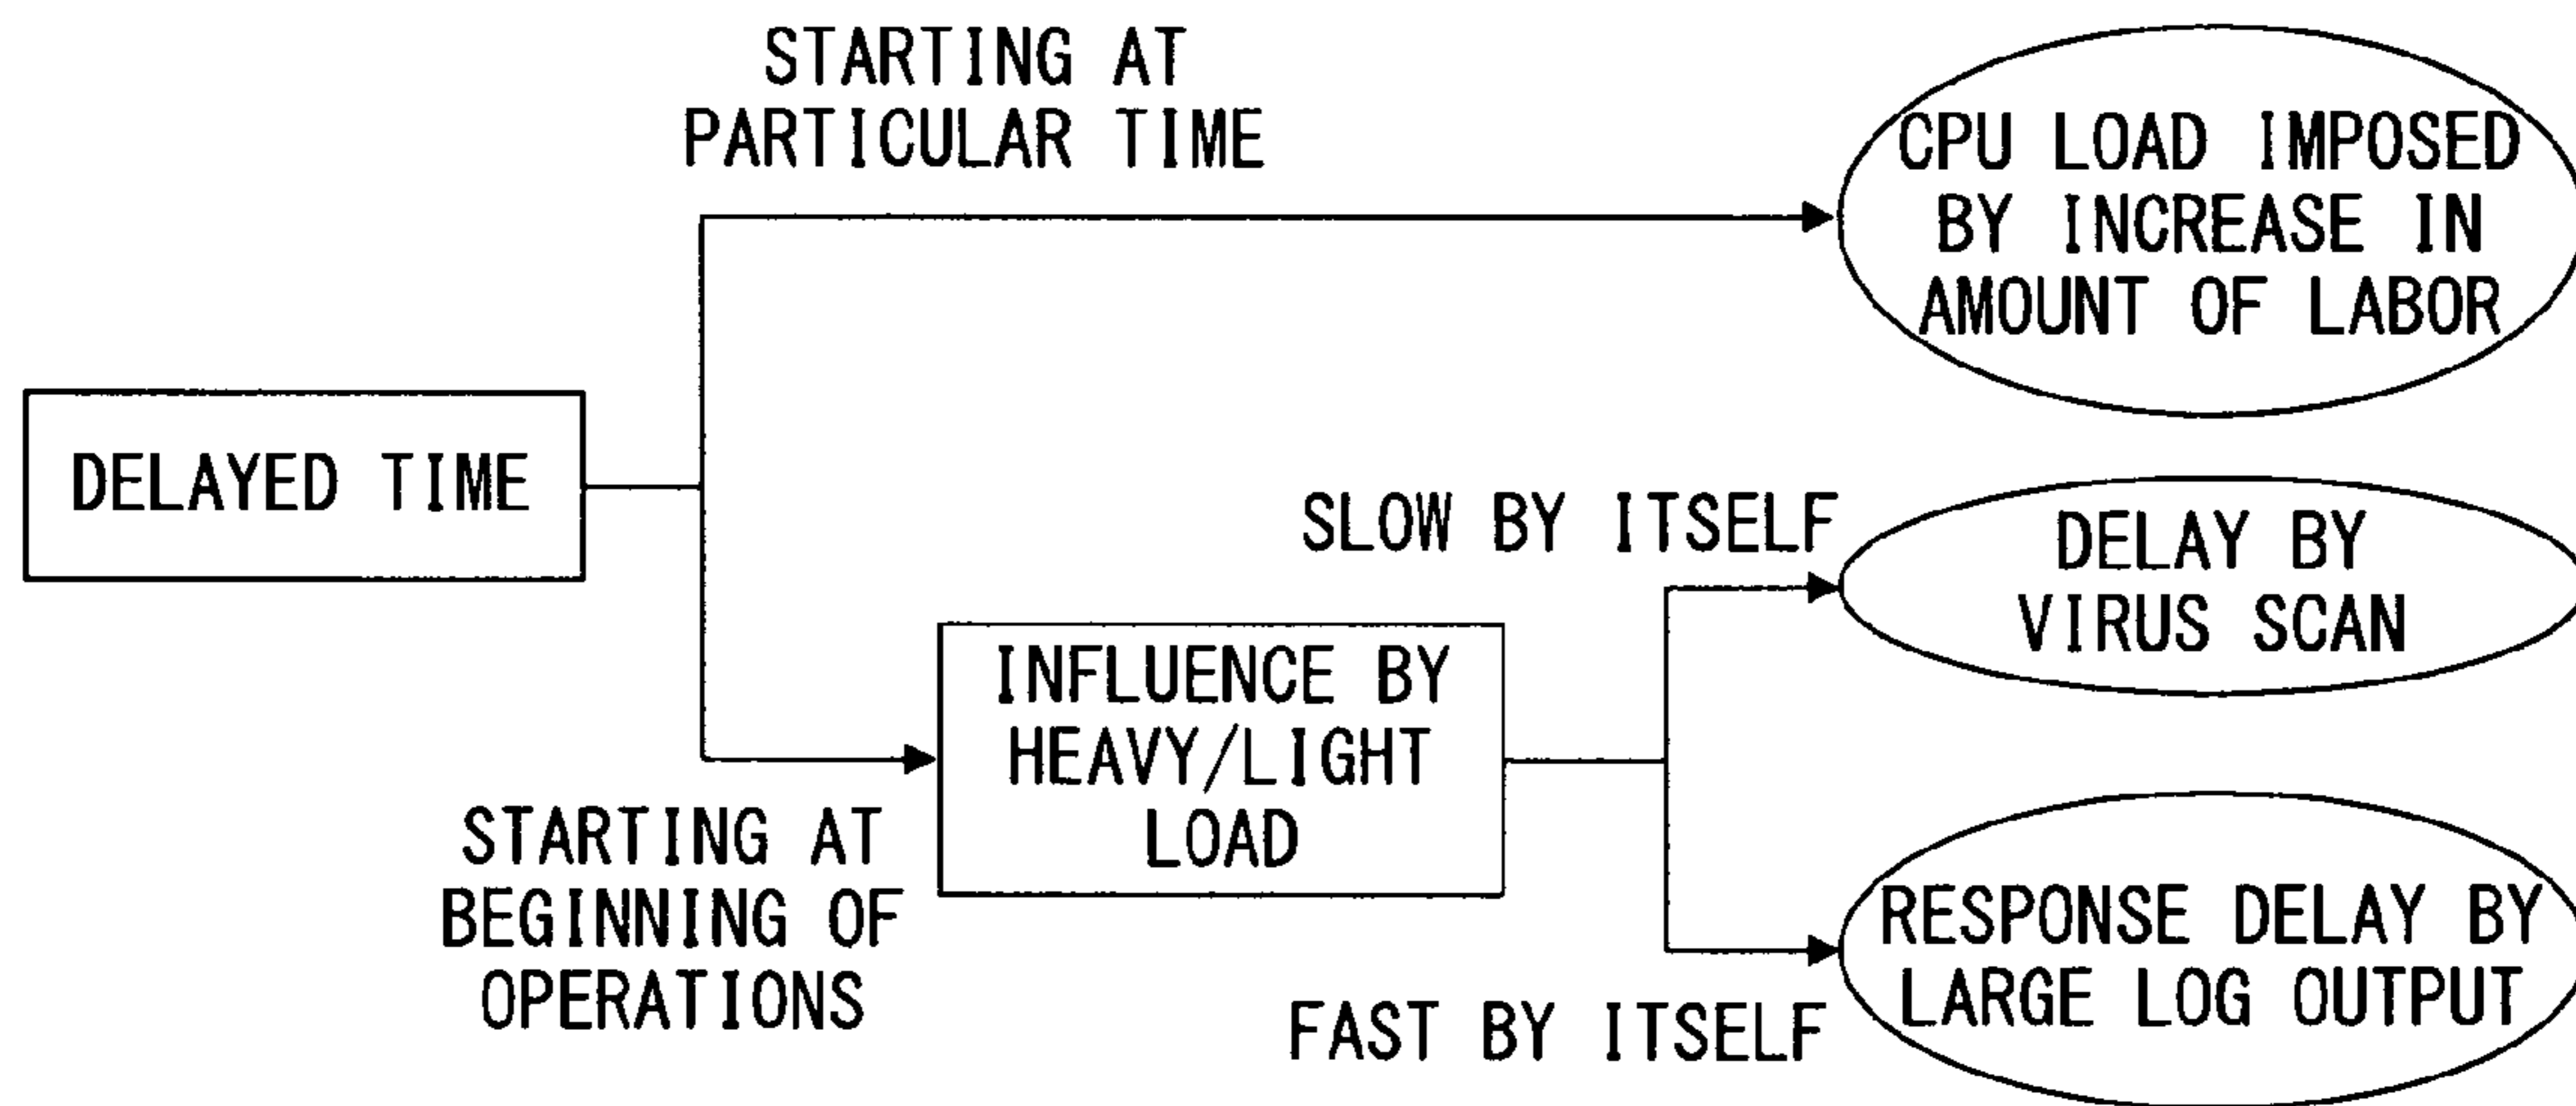 STARTING AT
PARTICULAR TIME
CPU LOAD IMPOSED
BY INCREASE IN
AMOUNT OF LABOR
DELAYED TIME
SLOW BY ITSELF
DELAY BY
VIRUS SCAN
INFLUENCE BY
HEAVY/LIGHT
LOAD
STARTING AT
BEGINNING OF
OPERATIONS
RESPONSE DELAY BY
LARGE LOG OUTPUT
FAST BY ITSELF